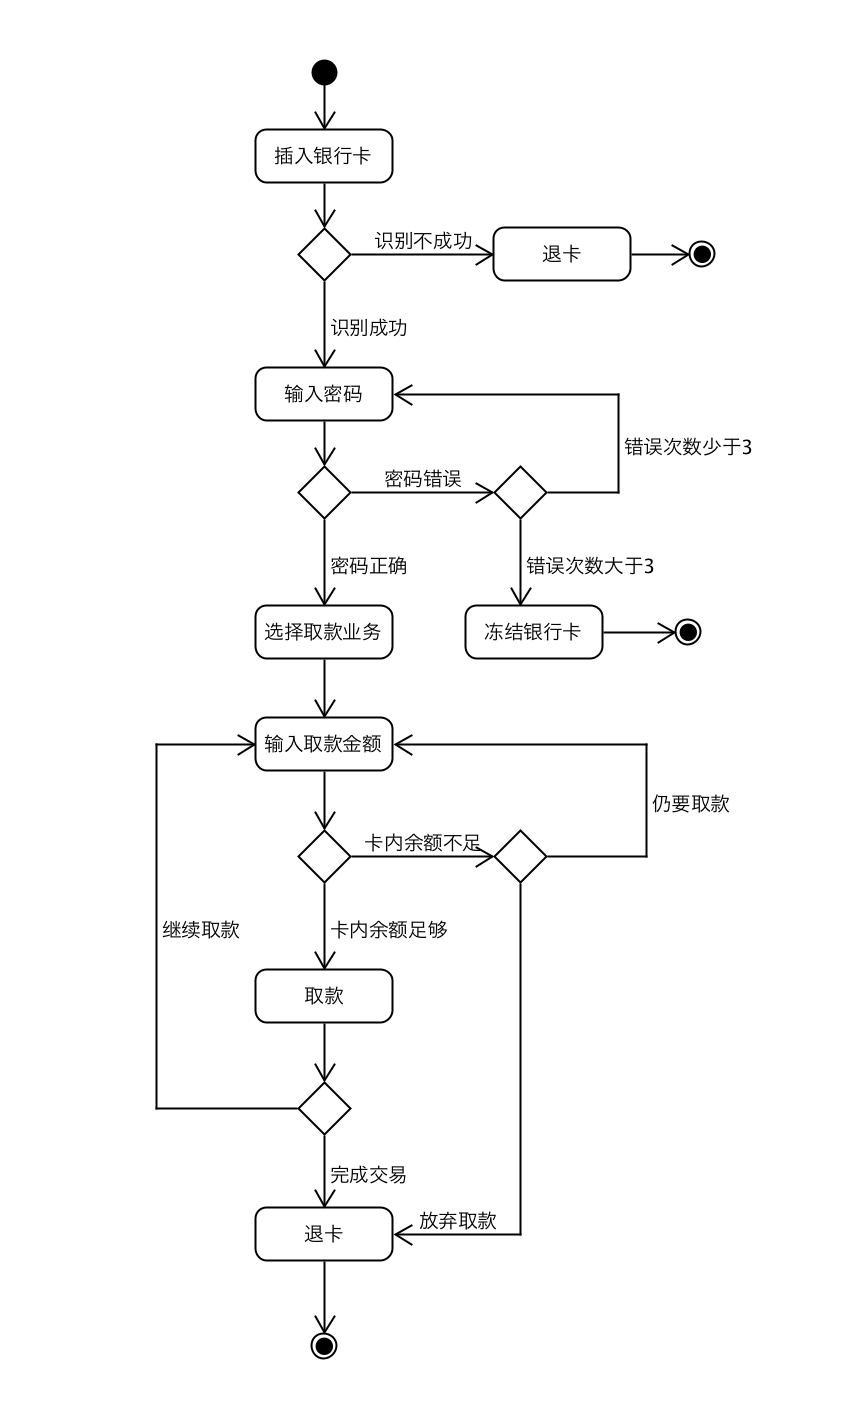 插入银行卡
识别不成功
退卡
识别成功
输入密码
错误次数少于3
密码错误
密码正确
错误次数大于3
选择取款业务
冻结银行卡
输入取款金额
仍要取款
卡内余额不足
继续取款
卡内余额足够
取款
完成交易
放弃取款
退卡